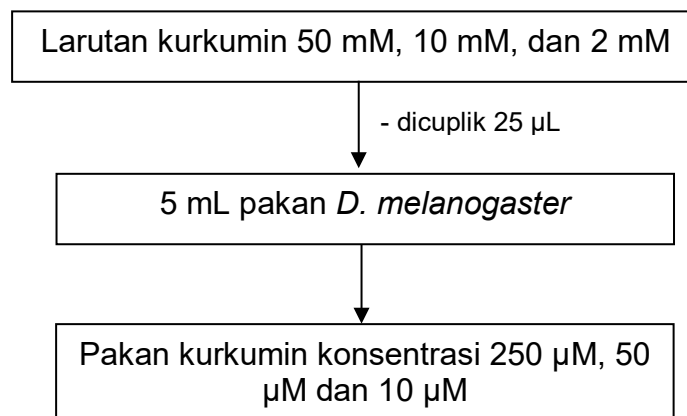 Larutan kurkumin 50 mM, 10 mM, dan 2 mM
- dicuplik 25 µL
5 mL pakan D. melanogaster
Pakan kurkumin konsentrasi 250 µM, 50
µM dan 10 µM